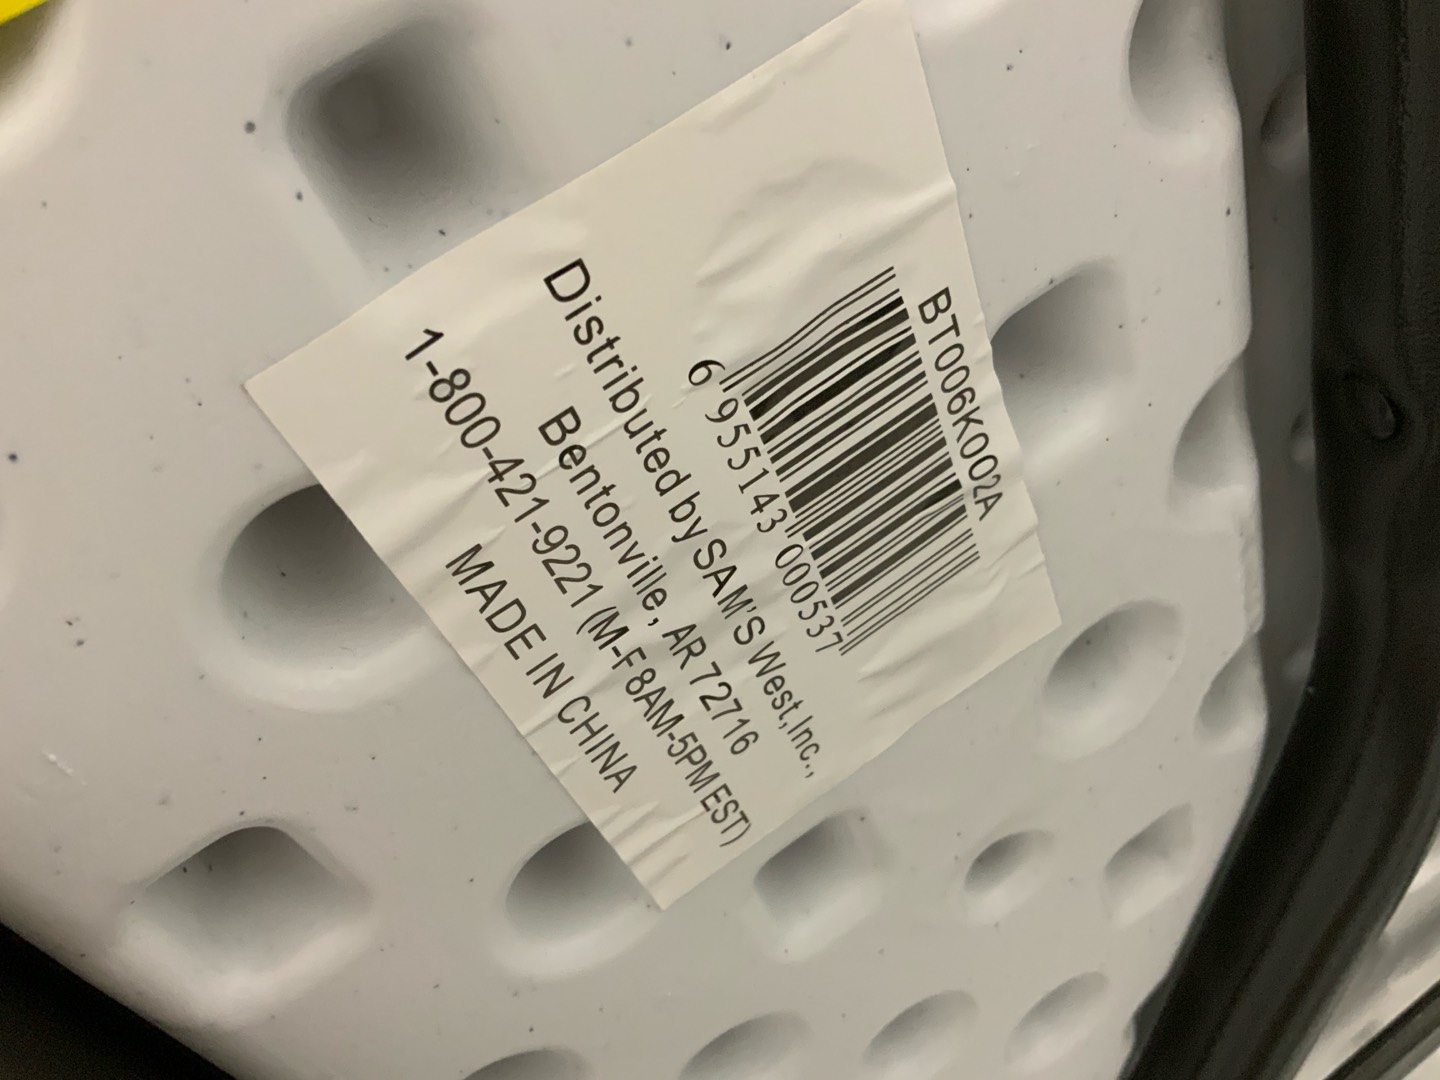 BT006K002A
6 955143 000537
Distributed by SAM'S West,Inc.,
Bentonville, AR 72716
1-800-421-9221 (M-F 8AM-5PM EST)
MADE IN CHINA